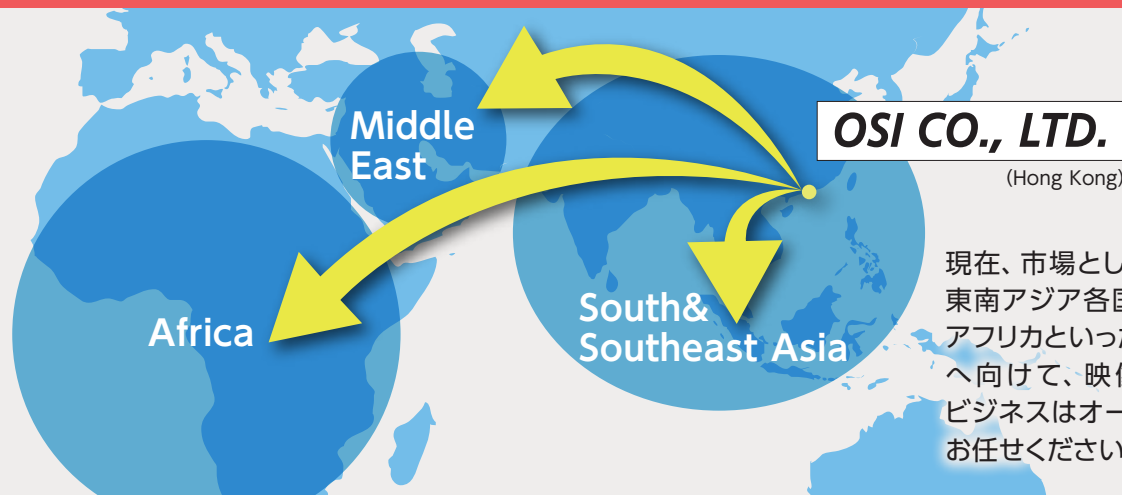 Middle
East
OSI CO., LTD.
(Hong Kong)
Africa
South&
Southeast Asia
現在、市場とし
東南アジア各国
アフリカといった
へ向けて、映像
ビジネスはオー
お任せください